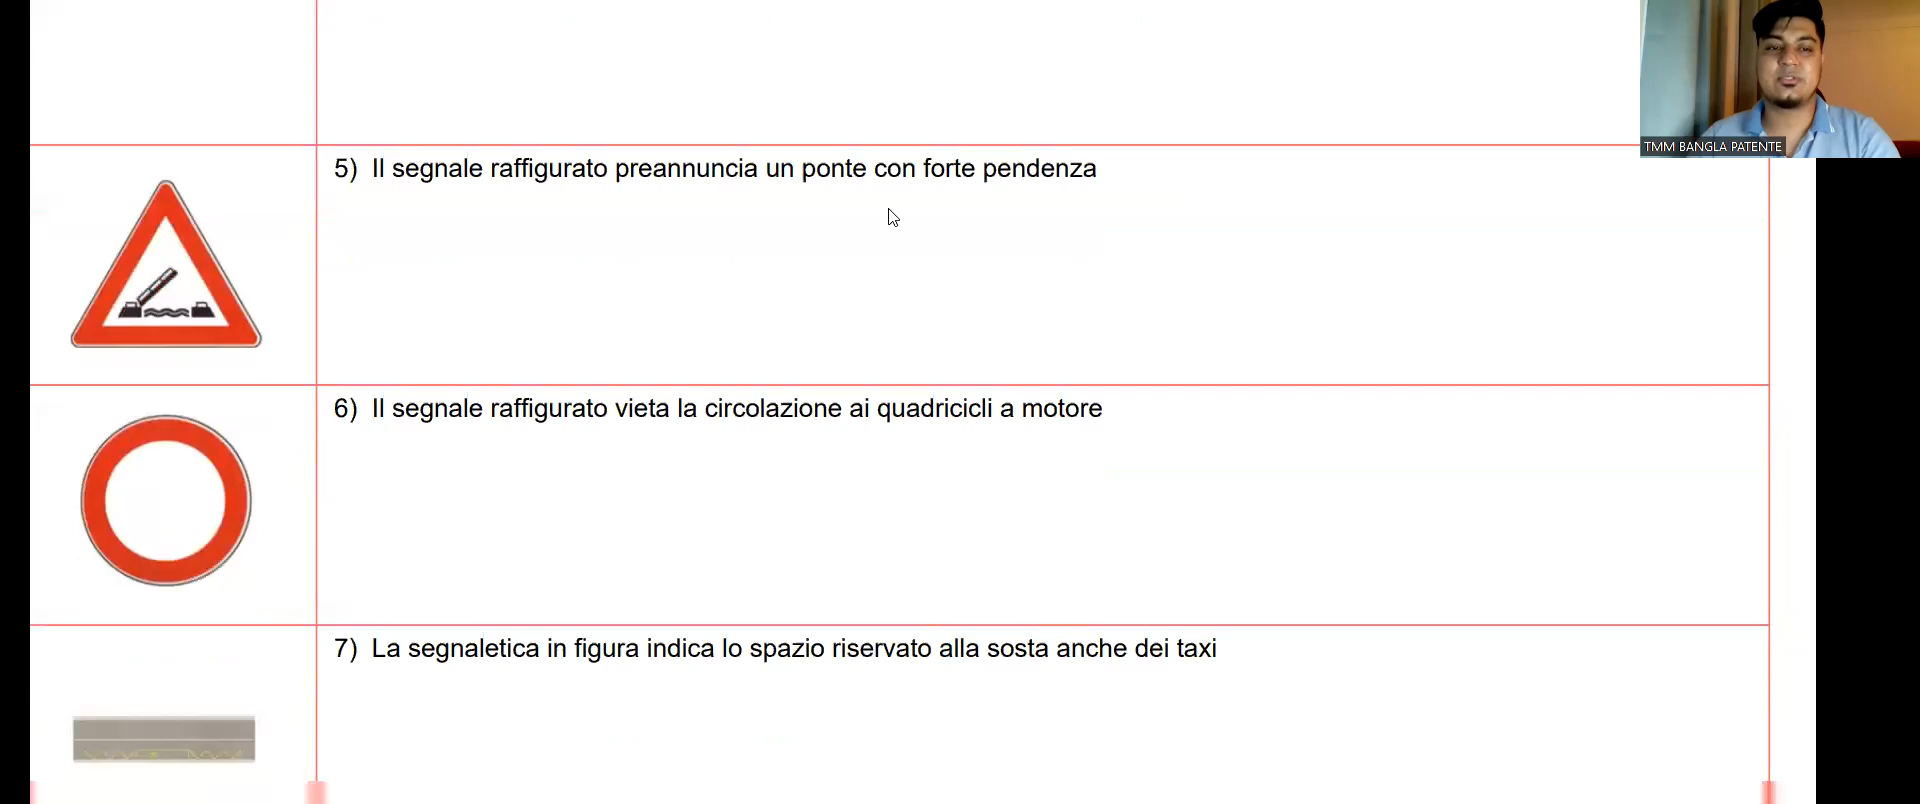 TMM BANGLA PATENTE
5) Il segnale raffigurato preannuncia un ponte con forte pendenza
6) Il segnale raffigurato vieta la circolazione ai quadricicli a motore
7) La segnaletica in figura indica lo spazio riservato alla sosta anche dei taxi